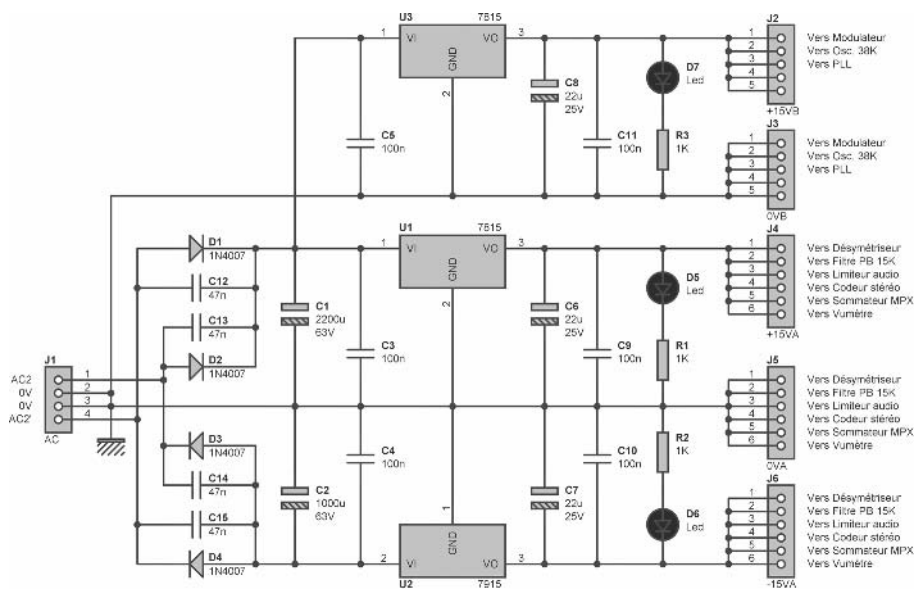 U3
7815
1
VI
VO
3
GND
2
C5
100n
C8
22u
25V
C11
100n
D7
Led
R3
1K
J2
1
2
3
4
5
+15VB
Vers Modulateur
Vers Osc. 38K
Vers PLL
J3
1
2
3
4
5
0VB
Vers Modulateur
Vers Osc. 38K
Vers PLL
D1
1N4007
C12
47n
C13
47n
D2
1N4007
C1
2200u
63V
C3
100n
U1
7815
1
VI
VO
3
GND
2
C6
22u
25V
C9
100n
D5
Led
R1
1K
J4
1
2
3
4
5
6
+15VA
Vers Désymétriseur
Vers Filtre PB 15K
Vers Limiteur audio
Vers Codeur stéréo
Vers Sommateur MPX
Vers Vumètre
J1
AC2
0V
0V
AC2'
1
2
3
4
AC
J5
1
2
3
4
5
6
0VA
Vers Désymétriseur
Vers Filtre PB 15K
Vers Limiteur audio
Vers Codeur stéréo
Vers Sommateur MPX
Vers Vumètre
D3
1N4007
C14
47n
C15
47n
D4
1N4007
C2
1000u
63V
C4
100n
1
GND
2
VI
VO
3
U2
7915
C7
22u
25V
C10
100n
R2
1K
D6
Led
J6
1
2
3
4
5
6
-15VA
Vers Désymétriseur
Vers Filtre PB 15K
Vers Limiteur audio
Vers Codeur stéréo
Vers Sommateur MPX
Vers Vumètre